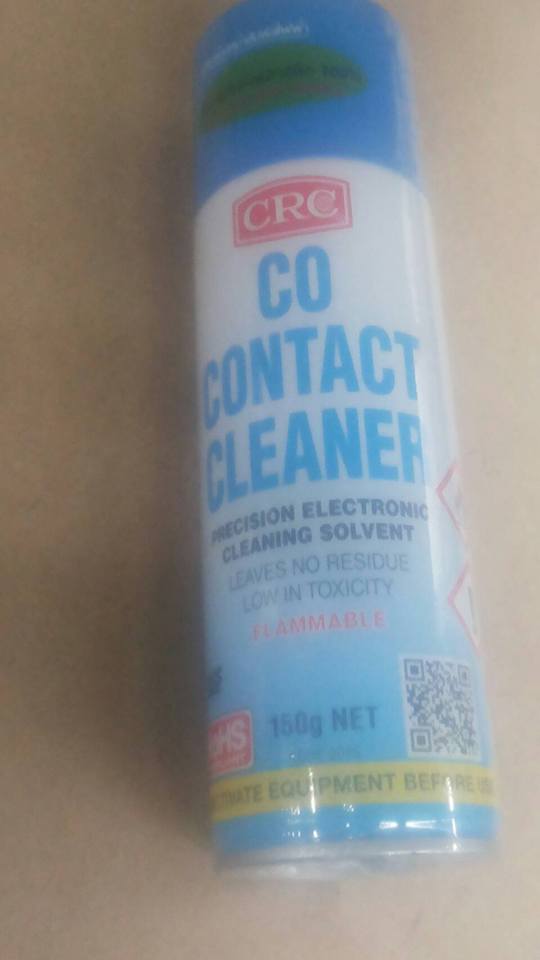 CRC
CO
CONTACT
CLEANER
PRECISION ELECTRONIC
CLEANING SOLVENT
LEAVES NO RESIDUE
LOW IN TOXICITY
FLAMMABLE
150g NET
EQUIPMENT BEFORE